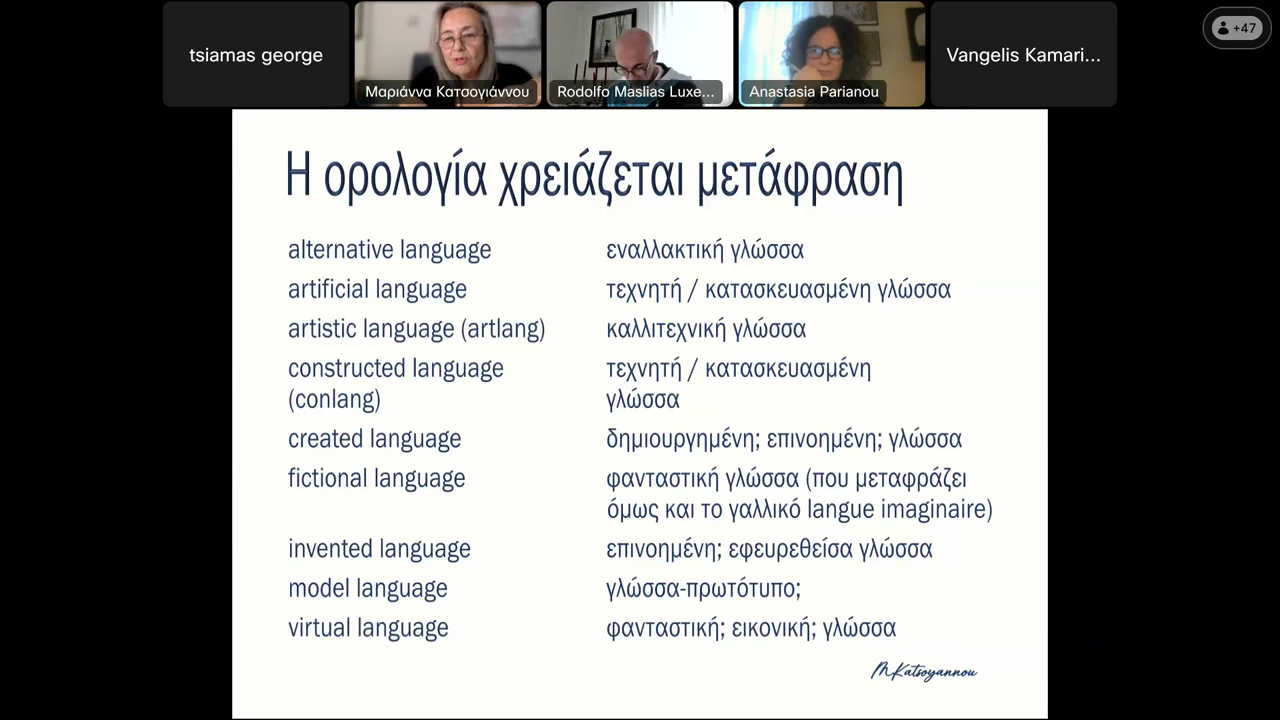 tsiamas george
Μαριάννα Κατσογιάννου
Rodolfo Maslias Luxe...
Anastasia Parianou
Vangelis Kamari...
+47
Η ορολογία χρειάζεται μετάφραση
alternative language εναλλακτική γλώσσα
artificial language τεχνητή / κατασκευασμένη γλώσσα
artistic language (artlang) καλλιτεχνική γλώσσα
constructed language τεχνητή / κατασκευασμένη
(conlang) γλώσσα
created language δημιουργημένη; επινοημένη; γλώσσα
fictional language φανταστική γλώσσα (που μεταφράζει
όμως και το γαλλικό langue imaginaire)
invented language επινοημένη; εφευρεθείσα γλώσσα
model language γλώσσα-πρωτότυπο;
virtual language φανταστική; εικονική; γλώσσα
MKatsoyannou